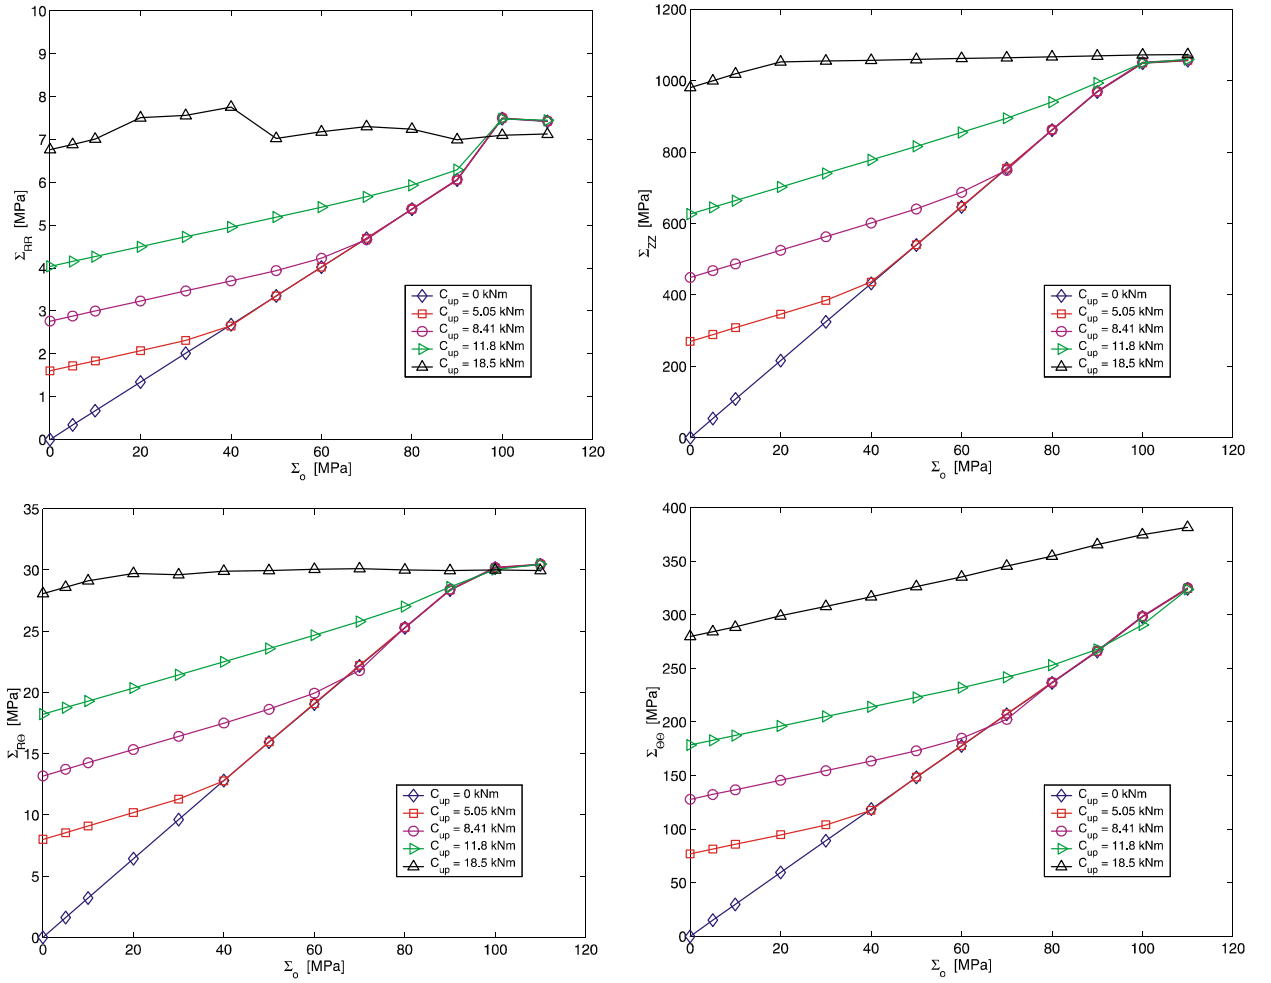 10
9
8
7
6
5
4
3
2
1
0
Σ_RR [MPa]
0 20 40 60 80 100 120
Σ_o [MPa]
C_up = 0 kNm
C_up = 5.05 kNm
C_up = 8.41 kNm
C_up = 11.8 kNm
C_up = 18.5 kNm
1200
1000
800
600
400
200
0
Σ_ZZ [MPa]
0 20 40 60 80 100 120
Σ_o [MPa]
C_up = 0 kNm
C_up = 5.05 kNm
C_up = 8.41 kNm
C_up = 11.8 kNm
C_up = 18.5 kNm
35
30
25
20
15
10
5
0
Σ_RΘ [MPa]
0 20 40 60 80 100 120
Σ_o [MPa]
C_up = 0 kNm
C_up = 5.05 kNm
C_up = 8.41 kNm
C_up = 11.8 kNm
C_up = 18.5 kNm
400
350
300
250
200
150
100
50
0
Σ_ΘΘ [MPa]
0 20 40 60 80 100 120
Σ_o [MPa]
C_up = 0 kNm
C_up = 5.05 kNm
C_up = 8.41 kNm
C_up = 11.8 kNm
C_up = 18.5 kNm